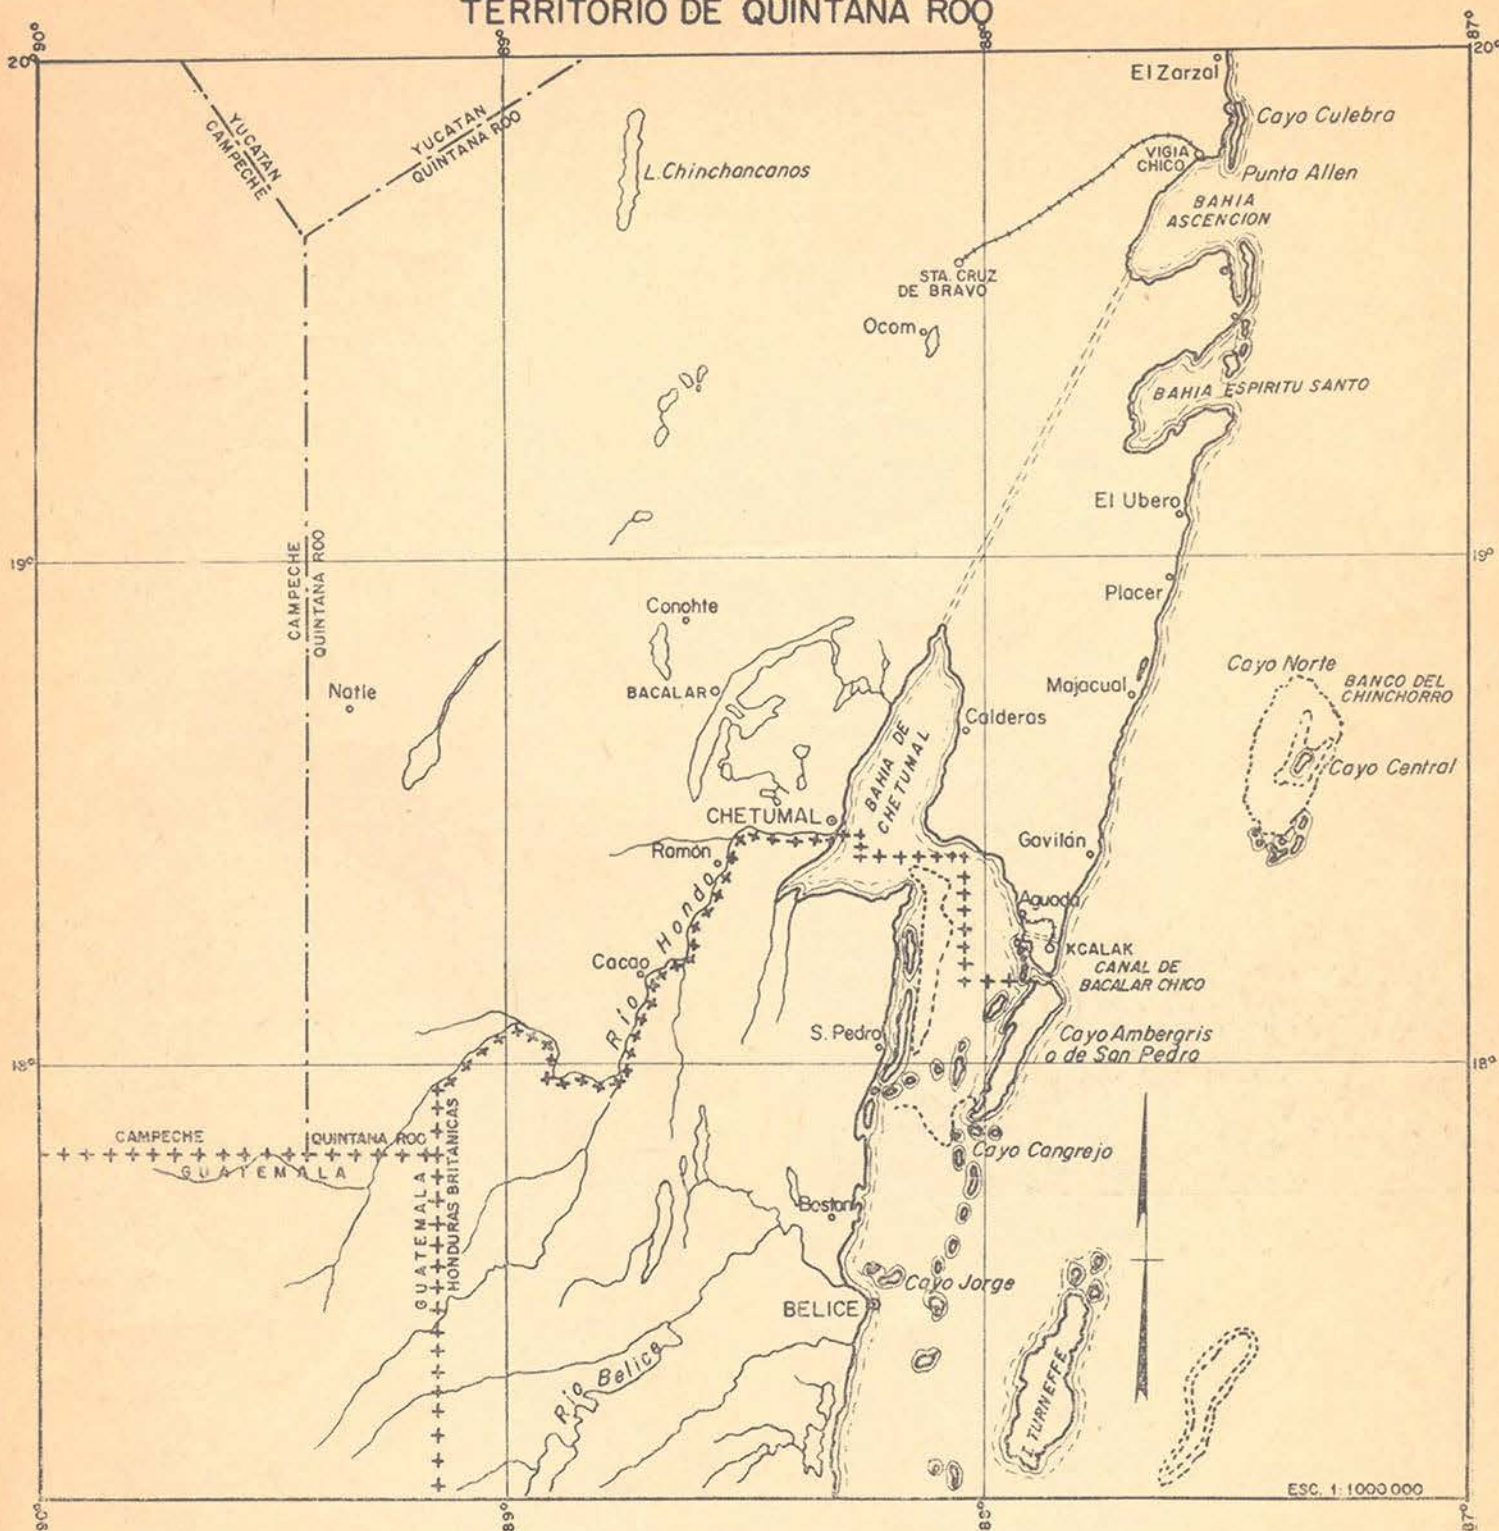 TERRITORIO DE QUINTANA ROO
90°
89°
88°
87°
20°
20°
El Zarzal
Cayo Culebra
YUCATAN
CAMPECHE
YUCATAN
QUINTANA ROO
L. Chinchancanos
VIGIA
CHICO
Punta Allen
BAHIA
ASCENCION
STA. CRUZ
DE BRAVO
Ocom
BAHIA ESPIRITU SANTO
El Ubero
19°
19°
CAMPECHE
QUINTANA ROO
Placer
Conohte
Cayo Norte
BANCO DEL
CHINCHORRO
Natle
BACALAR
Majacual
Calderas
BAHIA DE
CHETUMAL
Cayo Central
CHETUMAL
Ramón
Gavilán
Aguada
Río Hondo
XCALAK
Cacao
CANAL DE
BACALAR CHICO
S. Pedro
Cayo Ambergris
o de San Pedro
18°
18°
CAMPECHE
QUINTANA ROO
GUATEMALA
Cayo Cangrejo
GUATEMALA
HONDURAS BRITANICAS
Boston
Cayo Jorge
BELICE
Río Belice
I. TURNEFFE
ESC. 1:1000 000
90°
89°
88°
87°